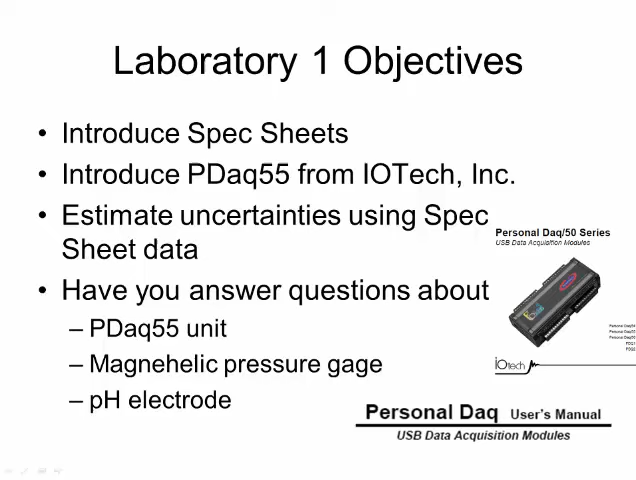 Laboratory 1 Objectives
• Introduce Spec Sheets
• Introduce PDaq55 from IOTech, Inc.
• Estimate uncertainties using Spec
Sheet data
• Have you answer questions about
– PDaq55 unit
– Magnehelic pressure gage
– pH electrode
Personal Daq/50 Series
USB Data Acquisition Modules
iOtech
Personal Daq User's Manual
USB Data Acquisition Modules